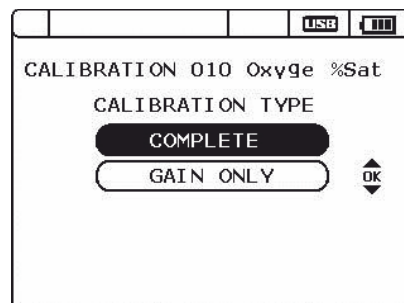 USB
CALIBRATION 010 Oxyge %Sat
CALIBRATION TYPE
COMPLETE
GAIN ONLY
OK